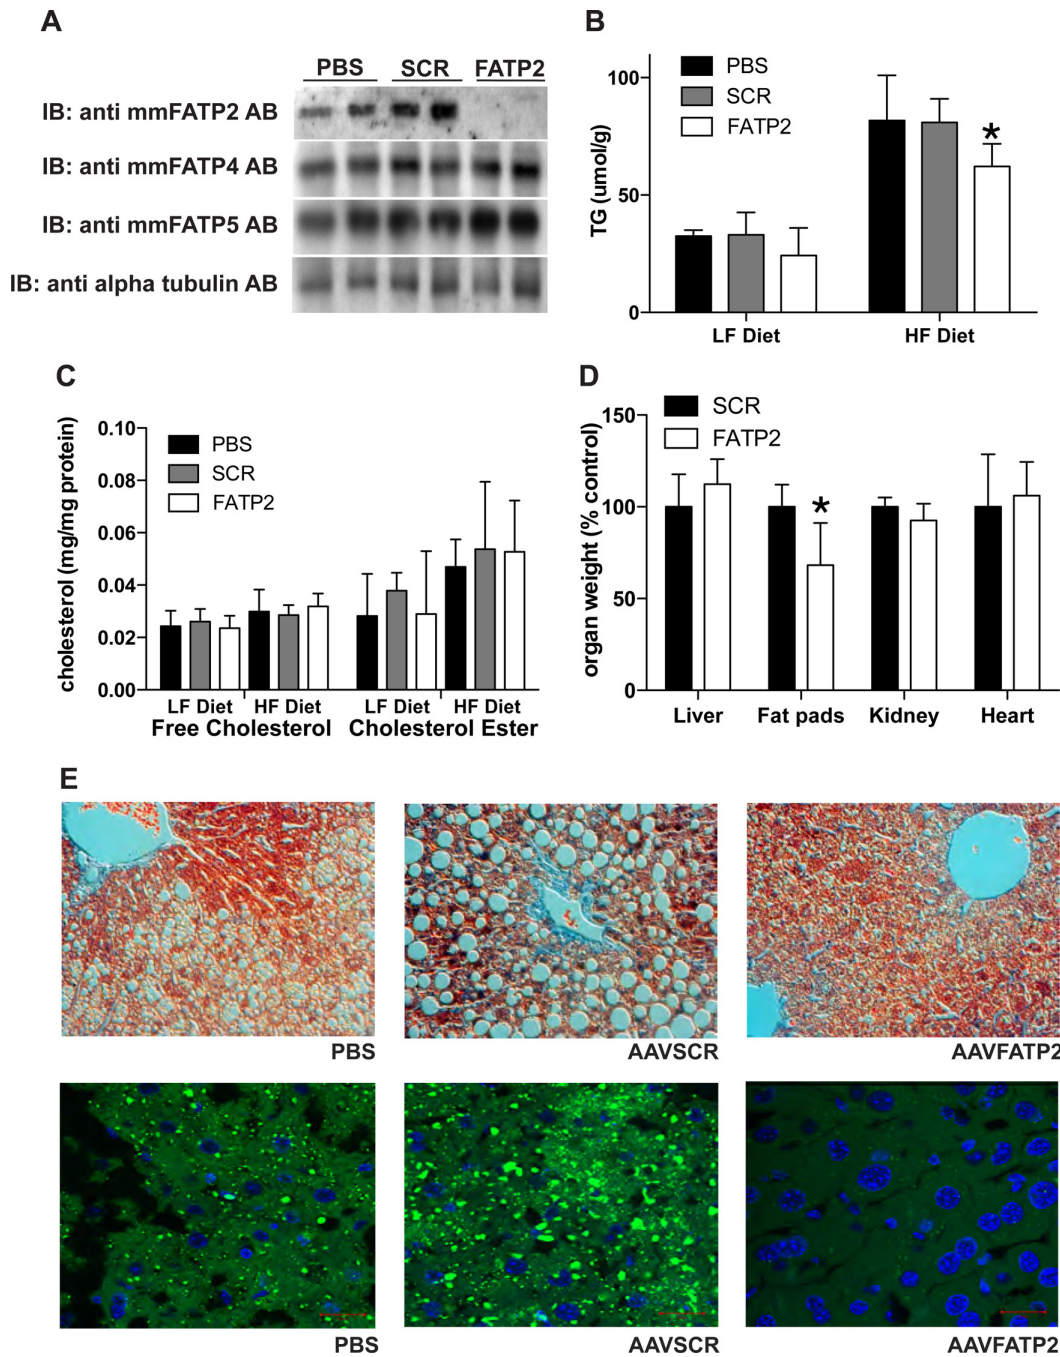 A
PBS SCR FATP2
IB: anti mmFATP2 AB
IB: anti mmFATP4 AB
IB: anti mmFATP5 AB
IB: anti alpha tubulin AB
B
PBS
SCR
FATP2
TG (umol/g)
100
50
0
*
LF Diet HF Diet
C
PBS
SCR
FATP2
cholesterol (mg/mg protein)
0.10
0.08
0.06
0.04
0.02
0.00
LF Diet HF Diet LF Diet HF Diet
Free Cholesterol Cholesterol Ester
D
SCR
FATP2
organ weight (% control)
150
100
50
0
*
Liver Fat pads Kidney Heart
E
PBS AAVSCR AAVFATP2
PBS AAVSCR AAVFATP2